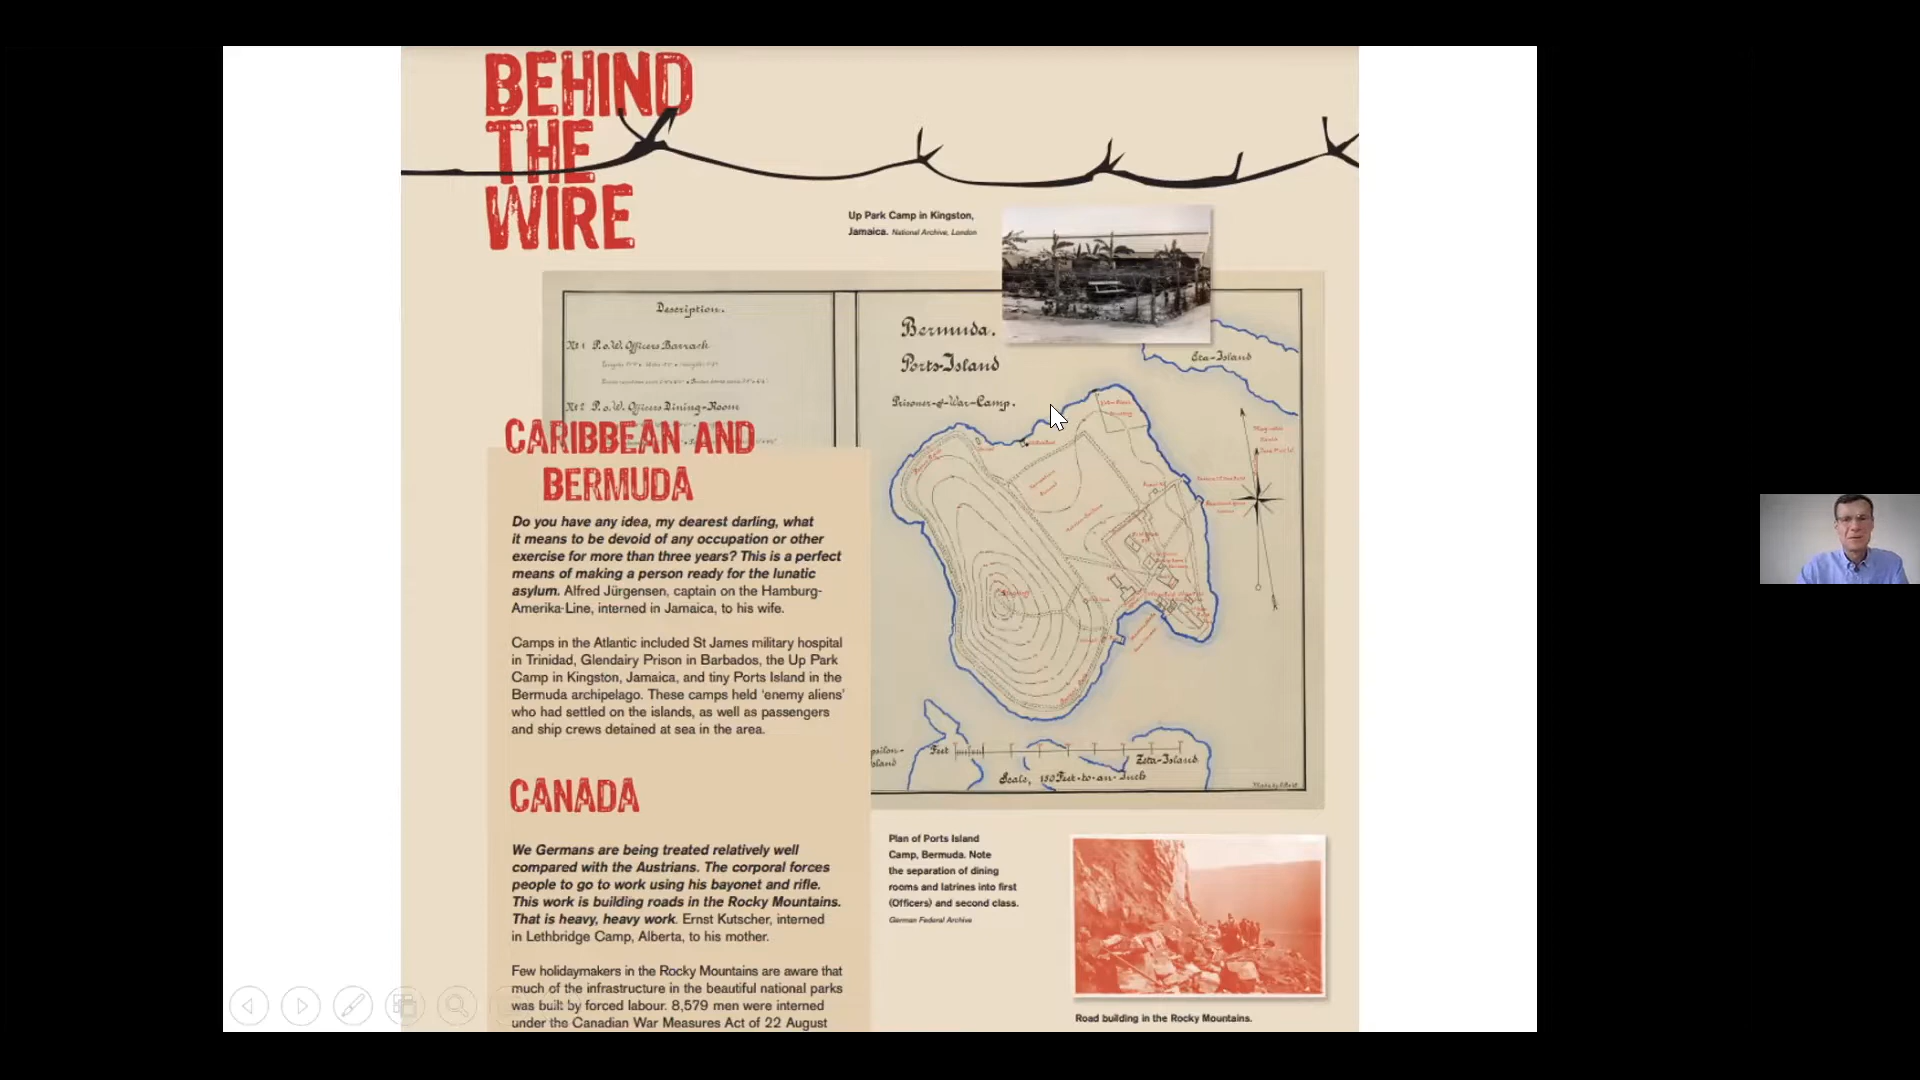 BEHIND
THE
WIRE
Up Park Camp in Kingston,
Jamaica. National Archive, London
Description.
Nº 1 P.o.W. Officers Barrack
Nº 2 P.o.W. Officers Dining-Room
Bermuda.
Ports-Island
Prisoner-of-War-Camp.
Eta-Island
CARIBBEAN AND
BERMUDA
Do you have any idea, my dearest darling, what
it means to be devoid of any occupation or other
exercise for more than three years? This is a perfect
means of making a person ready for the lunatic
asylum. Alfred Jürgensen, captain on the Hamburg-
Amerika-Line, interned in Jamaica, to his wife.
Camps in the Atlantic included St James military hospital
in Trinidad, Glendairy Prison in Barbados, the Up Park
Camp in Kingston, Jamaica, and tiny Ports Island in the
Bermuda archipelago. These camps held ‘enemy aliens’
who had settled on the islands, as well as passengers
and ship crews detained at sea in the area.
psilon-
sland
Feet
Zeta-Island
Scale, 150 Feet-to-an-Inch
CANADA
We Germans are being treated relatively well
compared with the Austrians. The corporal forces
people to go to work using his bayonet and rifle.
This work is building roads in the Rocky Mountains.
That is heavy, heavy work. Ernst Kutscher, interned
in Lethbridge Camp, Alberta, to his mother.
Few holidaymakers in the Rocky Mountains are aware that
much of the infrastructure in the beautiful national parks
was built by forced labour. 8,579 men were interned
under the Canadian War Measures Act of 22 August
Plan of Ports Island
Camp, Bermuda. Note
the separation of dining
rooms and latrines into first
(Officers) and second class.
German Federal Archive
Road building in the Rocky Mountains.